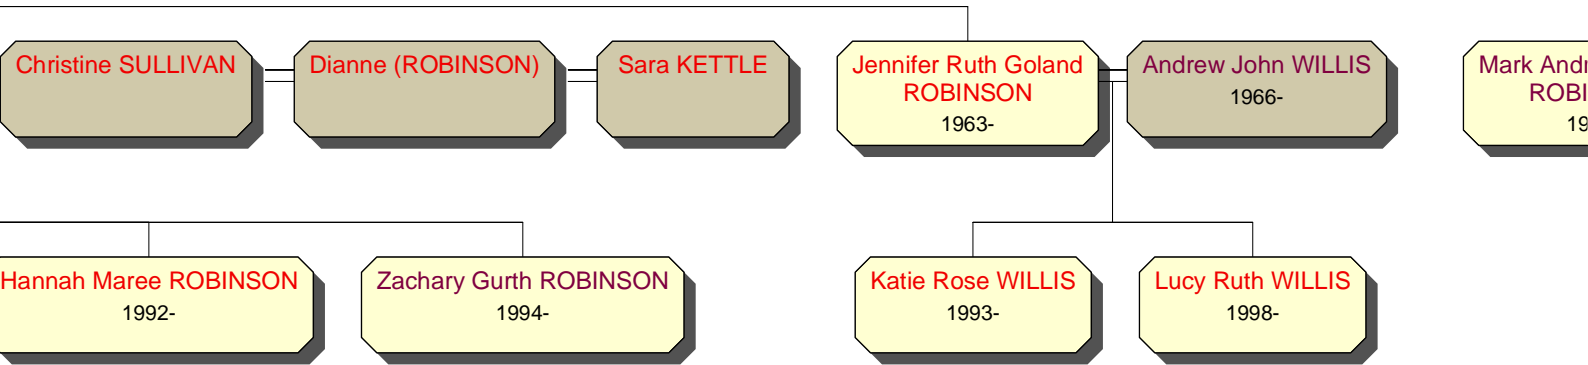 Christine SULLIVAN
Dianne (ROBINSON)
Sara KETTLE
Jennifer Ruth Goland
ROBINSON
1963-
Andrew John WILLIS
1966-
Mark
Hannah Maree ROBINSON
1992-
Zachary Gurth ROBINSON
1994-
Katie Rose WILLIS
1993-
Lucy Ruth WILLIS
1998-